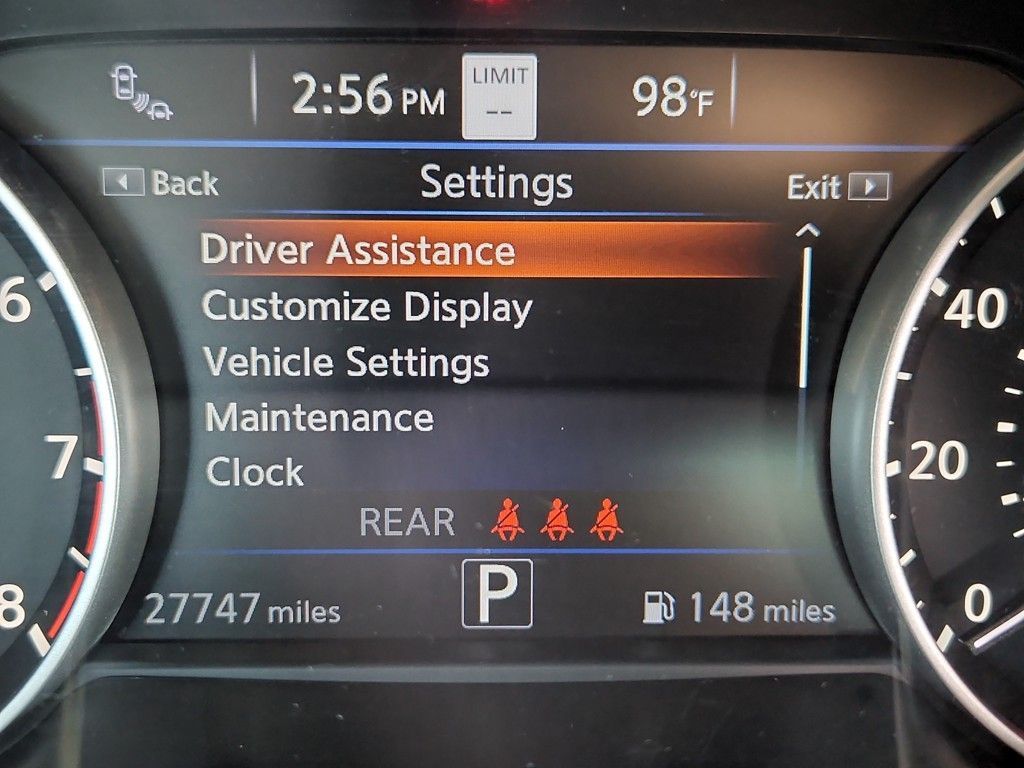 2:56 PM LIMIT -- 98°F
Back Settings Exit
Driver Assistance
Customize Display
Vehicle Settings
Maintenance
Clock
REAR
27747 miles P 148 miles
6
7
8
40
20
0